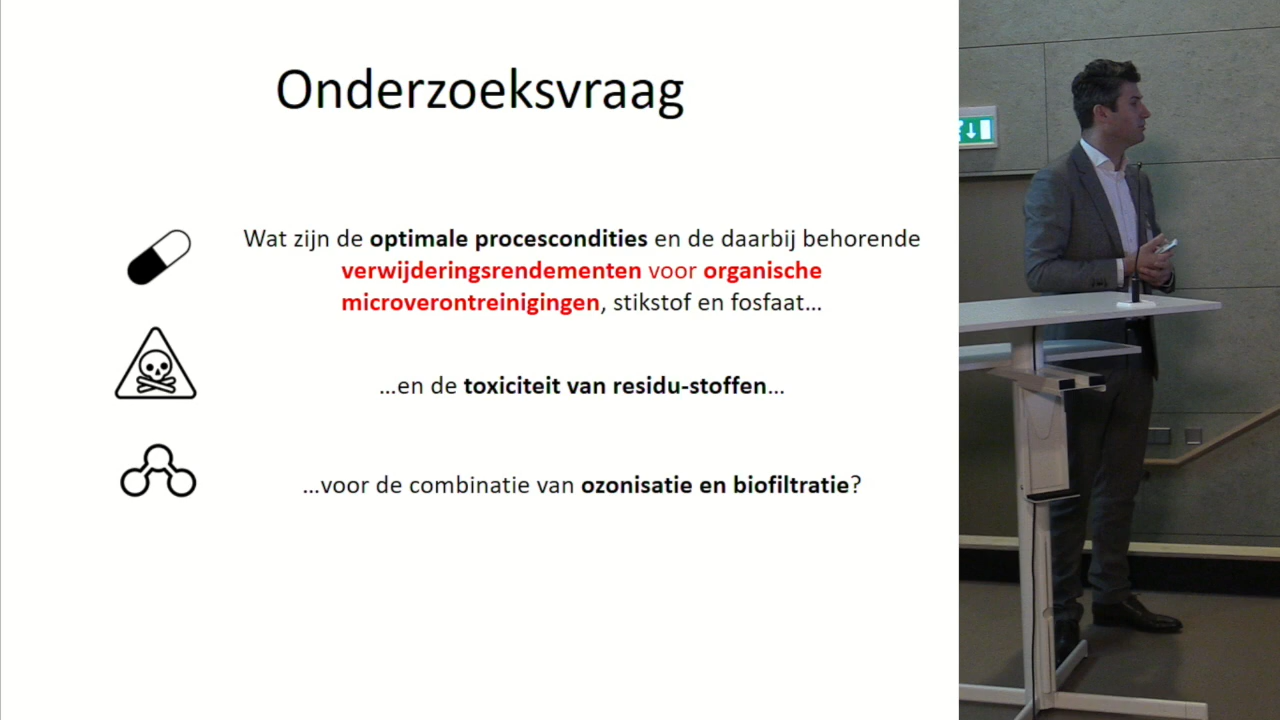 Onderzoeksvraag
Wat zijn de optimale procescondities en de daarbij behorende
verwijderingsrendementen voor organische
microverontreinigingen, stikstof en fosfaat...
...en de toxiciteit van residu-stoffen...
...voor de combinatie van ozonisatie en biofiltratie?